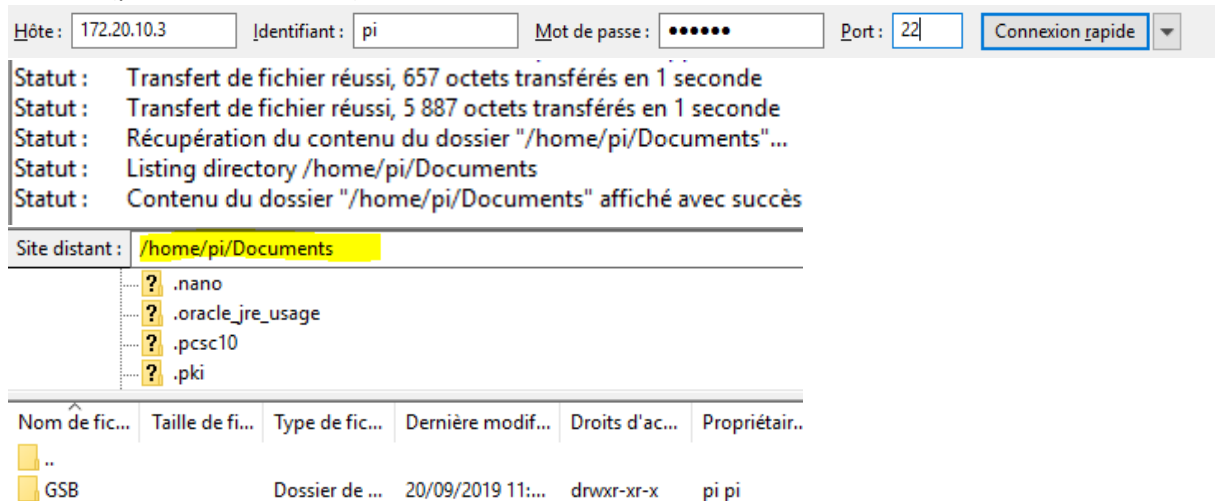 Hôte : 172.20.10.3 Identifiant : pi Mot de passe : ●●●●●● Port : 22 Connexion rapide
Statut : Transfert de fichier réussi, 657 octets transférés en 1 seconde
Statut : Transfert de fichier réussi, 5 887 octets transférés en 1 seconde
Statut : Récupération du contenu du dossier "/home/pi/Documents"...
Statut : Listing directory /home/pi/Documents
Statut : Contenu du dossier "/home/pi/Documents" affiché avec succès
Site distant : /home/pi/Documents
? .nano
? .oracle_jre_usage
? .pcsc10
? .pki
Nom de fic... Taille de fi... Type de fic... Dernière modif... Droits d'ac... Propriétair..
..
GSB Dossier de ... 20/09/2019 11:... drwxr-xr-x pi pi